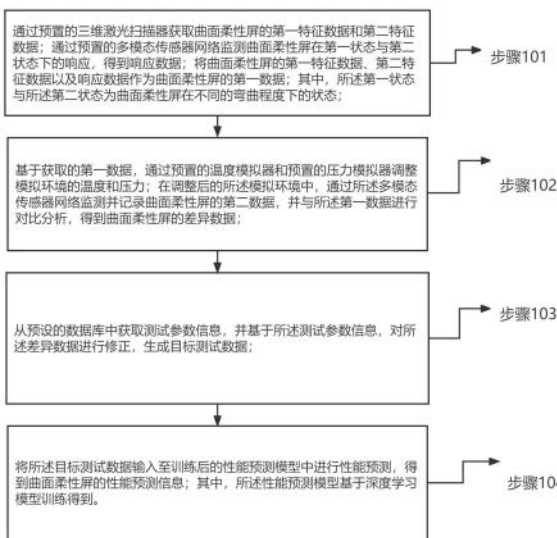 通过预置的三维激光扫描器获取曲面柔性屏的第一特征数据和第二特征
数据；通过预置的多模态传感器网络监测曲面柔性屏在第一状态与第二
状态下的响应，得到响应数据；将曲面柔性屏的第一特征数据、第二特
征数据以及响应数据作为曲面柔性屏的第一数据；其中，所述第一状态
与所述第二状态为曲面柔性屏在不同的弯曲程度下的状态；
步骤101
基于获取的第一数据，通过预置的温度模拟器和预置的压力模拟器调整
模拟环境的温度和压力；在调整后的所述模拟环境中，通过所述多模态
传感器网络监测并记录曲面柔性屏的第二数据，并与所述第一数据进行
对比分析，得到曲面柔性屏的差异数据；
步骤102
从预设的数据库中获取测试参数信息，并基于所述测试参数信息，对所
述差异数据进行修正，生成目标测试数据；
步骤103
将所述目标测试数据输入至训练后的性能预测模型中进行性能预测，得
到曲面柔性屏的性能预测信息；其中，所述性能预测模型基于深度学习
模型训练得到。
步骤104